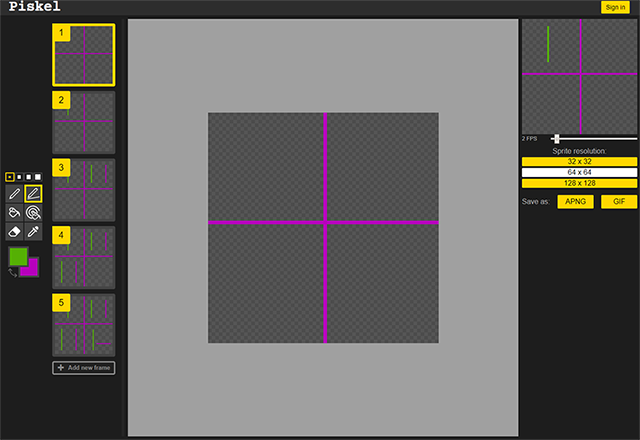 Piskel
Sign in
1
2
3
4
5
Add new frame
2 FPS
Sprite resolution:
32 x 32
64 x 64
128 x 128
Save as:
APNG
GIF